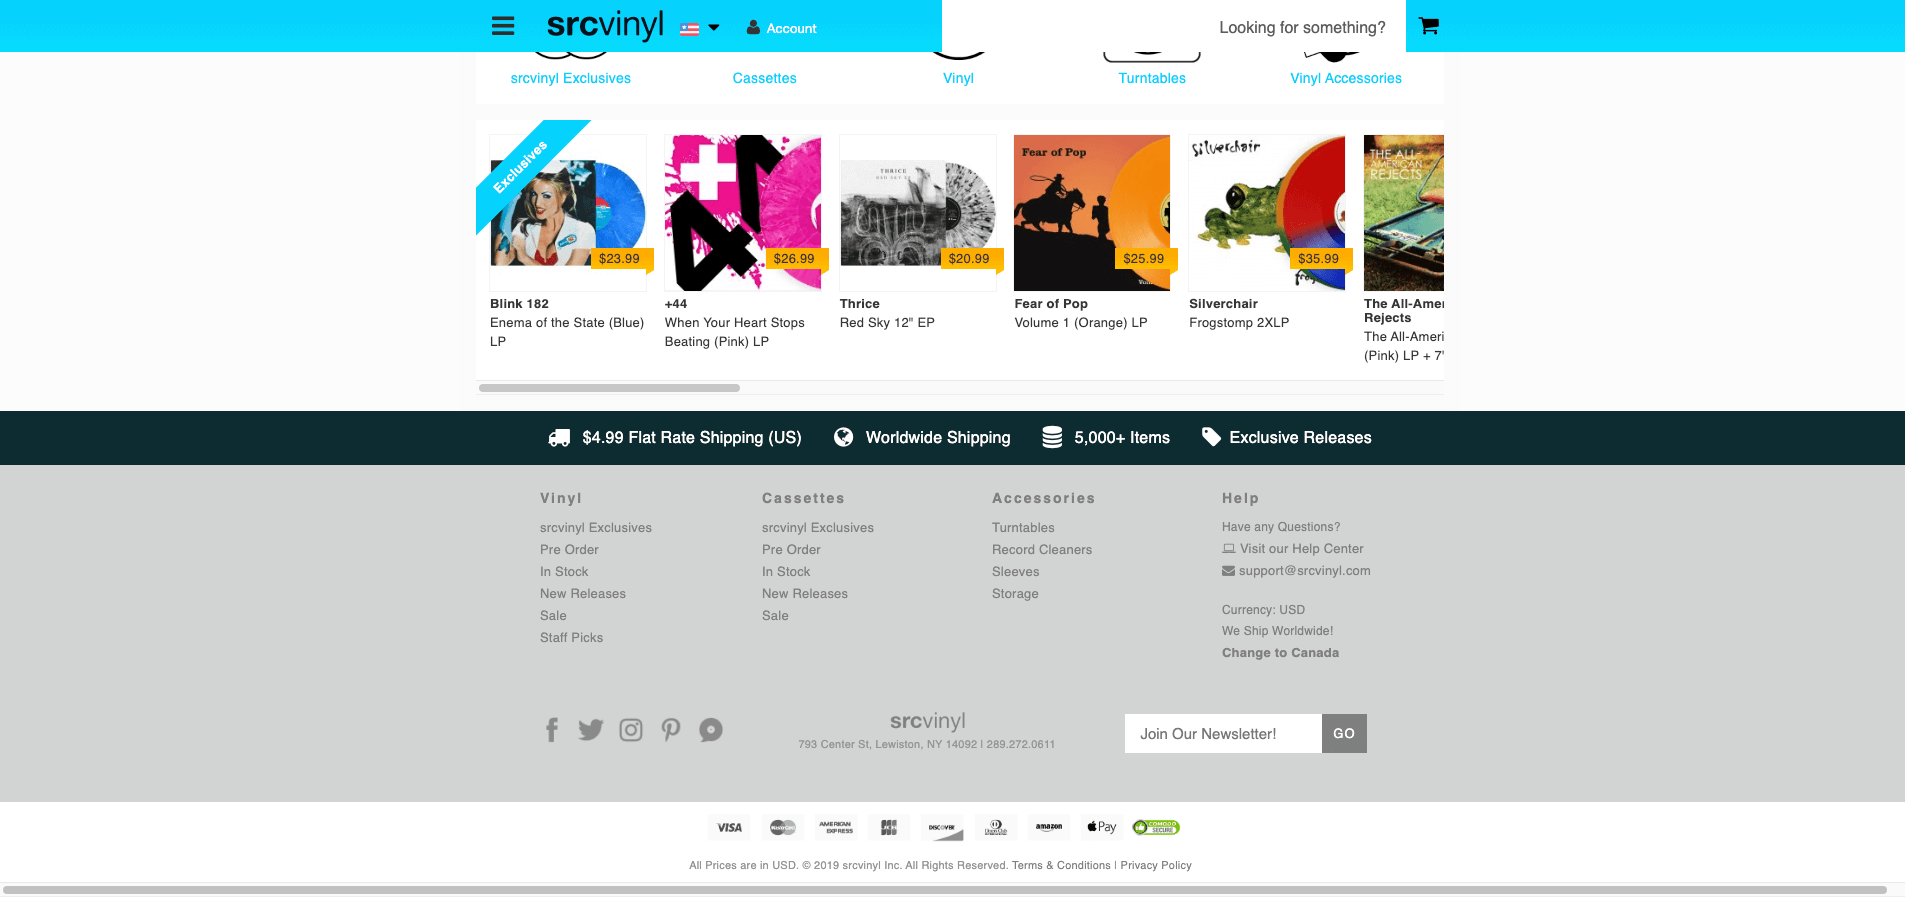 srcvinyl
Account
Looking for something?
srcvinyl Exclusives
Cassettes
Vinyl
Turntables
Vinyl Accessories
Exclusives
$23.99
Blink 182
Enema of the State (Blue)
LP
$26.99
+44
When Your Heart Stops
Beating (Pink) LP
THRICE
RED SKY EP
$20.99
Thrice
Red Sky 12" EP
Fear of Pop
$25.99
Fear of Pop
Volume 1 (Orange) LP
Silverchair
$35.99
Silverchair
Frogstomp 2XLP
THE ALL-
AMERICAN
REJECTS
The All-Amer
Rejects
The All-Ameri
(Pink) LP + 7"
$4.99 Flat Rate Shipping (US)
Worldwide Shipping
5,000+ Items
Exclusive Releases
Vinyl
srcvinyl Exclusives
Pre Order
In Stock
New Releases
Sale
Staff Picks
Cassettes
srcvinyl Exclusives
Pre Order
In Stock
New Releases
Sale
Accessories
Turntables
Record Cleaners
Sleeves
Storage
Help
Have any Questions?
Visit our Help Center
support@srcvinyl.com
Currency: USD
We Ship Worldwide!
Change to Canada
srcvinyl
793 Center St, Lewiston, NY 14092 | 289.272.0611
Join Our Newsletter!
GO
VISA
MasterCard
AMERICAN
EXPRESS
JCB
DISCOVER
Diners Club
amazon
Pay
COMODO
SECURE
All Prices are in USD. © 2019 srcvinyl Inc. All Rights Reserved. Terms & Conditions | Privacy Policy